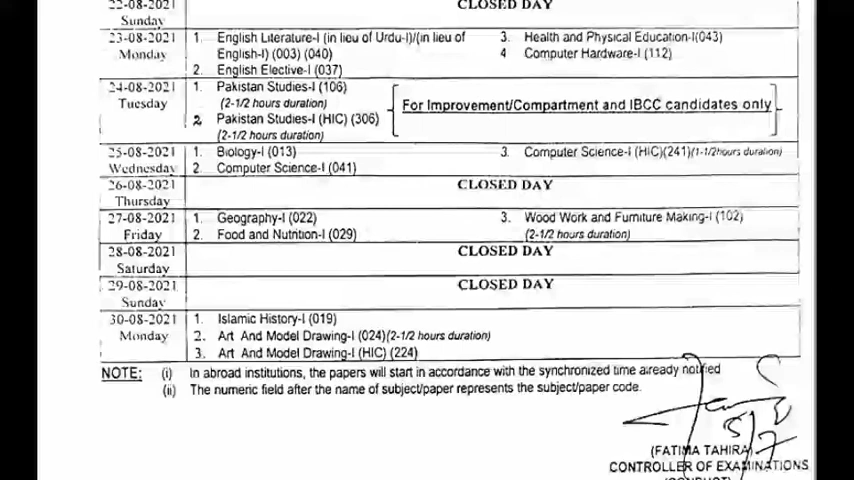 22-08-2021 CLOSED DAY
Sunday
23-08-2021 1. English Literature-I (in lieu of Urdu-I)/(in lieu of 3. Health and Physical Education-I(043)
Monday English-I) (003) (040) 4 Computer Hardware-I (112)
2. English Elective-I (037)
24-08-2021 1. Pakistan Studies-I (106)
Tuesday (2-1/2 hours duration) For Improvement/Compartment and IBCC candidates only
2. Pakistan Studies-I (HIC) (306)
(2-1/2 hours duration)
25-08-2021 1. Biology-I (013) 3. Computer Science-I (HIC)(241)(1-1/2hours duration)
Wednesday 2. Computer Science-I (041)
26-08-2021 CLOSED DAY
Thursday
27-08-2021 1. Geography-I (022) 3. Wood Work and Furniture Making-I (102)
Friday 2. Food and Nutrition-I (029) (2-1/2 hours duration)
28-08-2021 CLOSED DAY
Saturday
29-08-2021 CLOSED DAY
Sunday
30-08-2021 1. Islamic History-I (019)
Monday 2. Art And Model Drawing-I (024)(2-1/2 hours duration)
3. Art And Model Drawing-I (HIC) (224)
NOTE: (i) In abroad institutions, the papers will start in accordance with the synchronized time already notified
(ii) The numeric field after the name of subject/paper represents the subject/paper code.
5/7
(FATIMA TAHIRA)
CONTROLLER OF EXAMINATIONS
(CONDUCT)